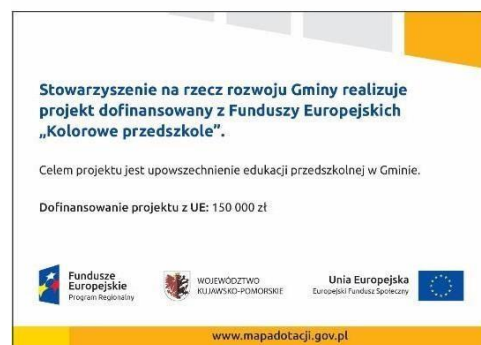 Stowarzyszenie na rzecz rozwoju Gminy realizuje
projekt dofinansowany z Funduszy Europejskich
„Kolorowe przedszkole”.
Celem projektu jest upowszechnienie edukacji przedszkolnej w Gminie.
Dofinansowanie projektu z UE: 150 000 zł
Fundusze
Europejskie
Program Regionalny
WOJEWÓDZTWO
KUJAWSKO-POMORSKIE
Unia Europejska
Europejski Fundusz Społeczny
www.mapadotacji.gov.pl